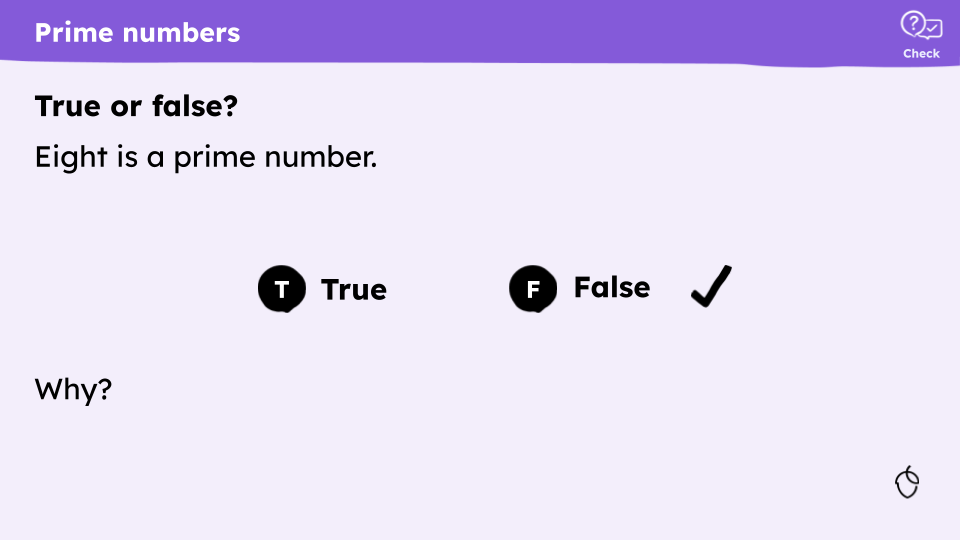 Prime numbers
Check
True or false?
Eight is a prime number.
T True
F False
Why?